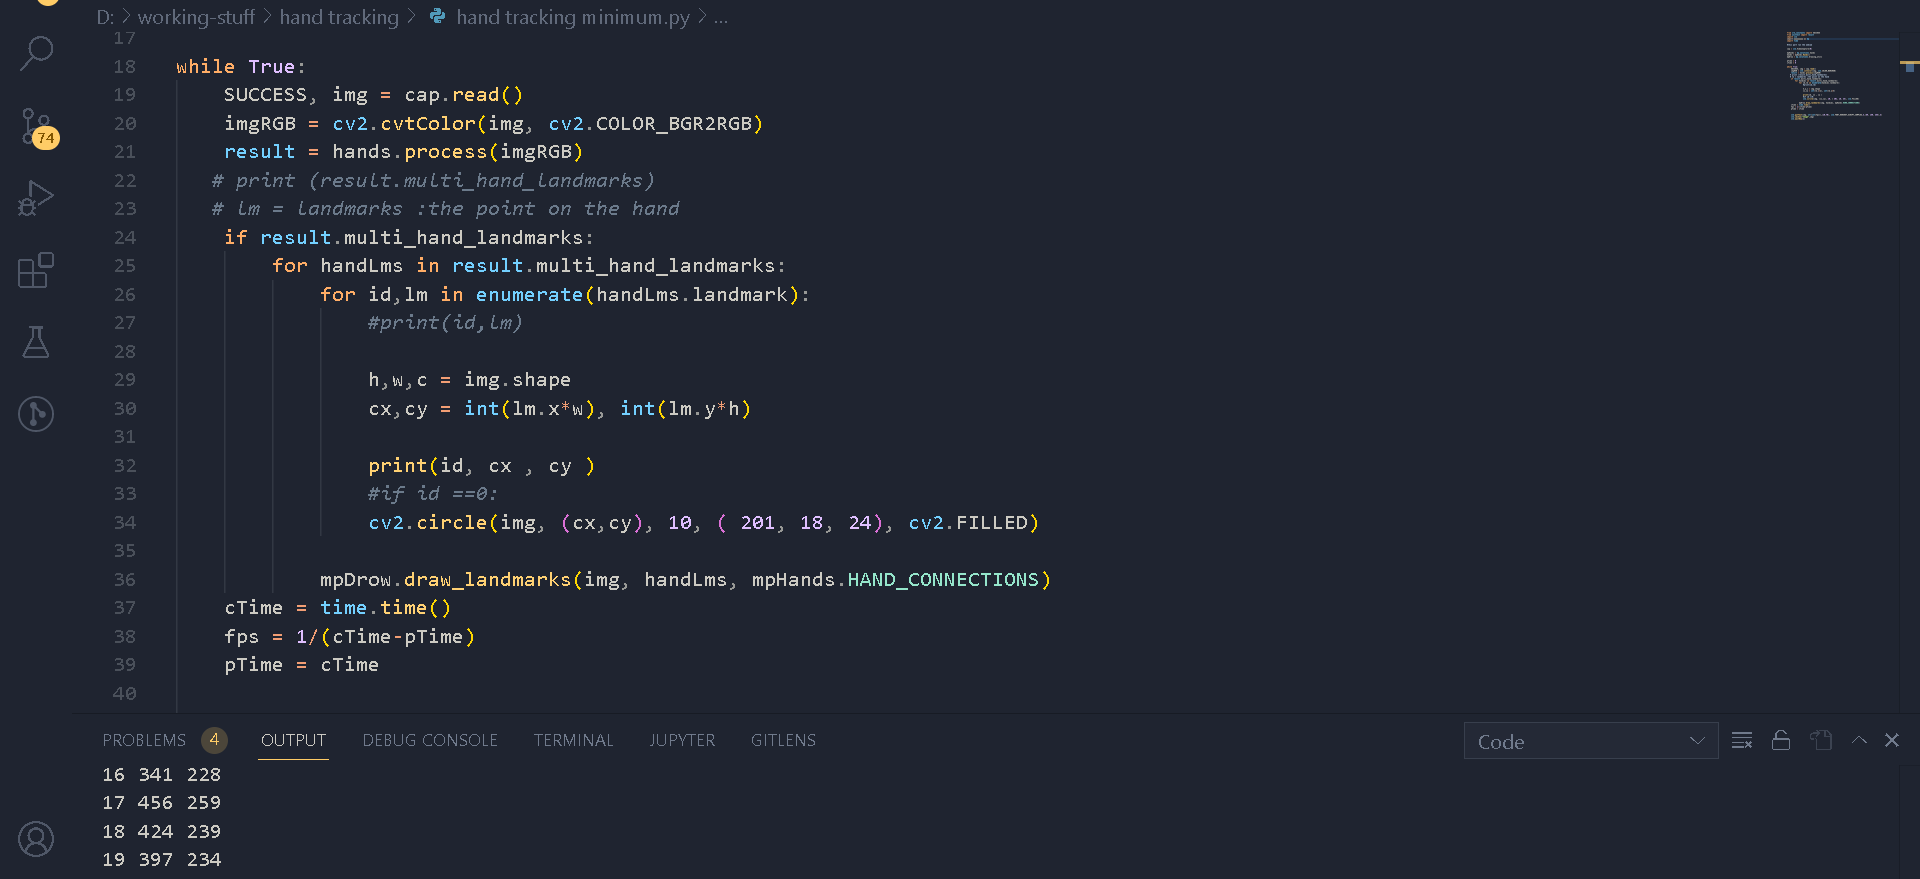 D: > working-stuff > hand tracking > hand tracking minimum.py > ...
17
18 while True:
19     SUCCESS, img = cap.read()
20     imgRGB = cv2.cvtColor(img, cv2.COLOR_BGR2RGB)
21     result = hands.process(imgRGB)
22    # print (result.multi_hand_landmarks)
23    # lm = landmarks :the point on the hand
24     if result.multi_hand_landmarks:
25         for handLms in result.multi_hand_landmarks:
26             for id,lm in enumerate(handLms.landmark):
27                 #print(id,lm)
28
29                 h,w,c = img.shape
30                 cx,cy = int(lm.x*w), int(lm.y*h)
31
32                 print(id, cx , cy )
33                 #if id ==0:
34                 cv2.circle(img, (cx,cy), 10, ( 201, 18, 24), cv2.FILLED)
35
36             mpDrow.draw_landmarks(img, handLms, mpHands.HAND_CONNECTIONS)
37     cTime = time.time()
38     fps = 1/(cTime-pTime)
39     pTime = cTime
40
74
PROBLEMS 4 OUTPUT DEBUG CONSOLE TERMINAL JUPYTER GITLENS Code
16 341 228
17 456 259
18 424 239
19 397 234